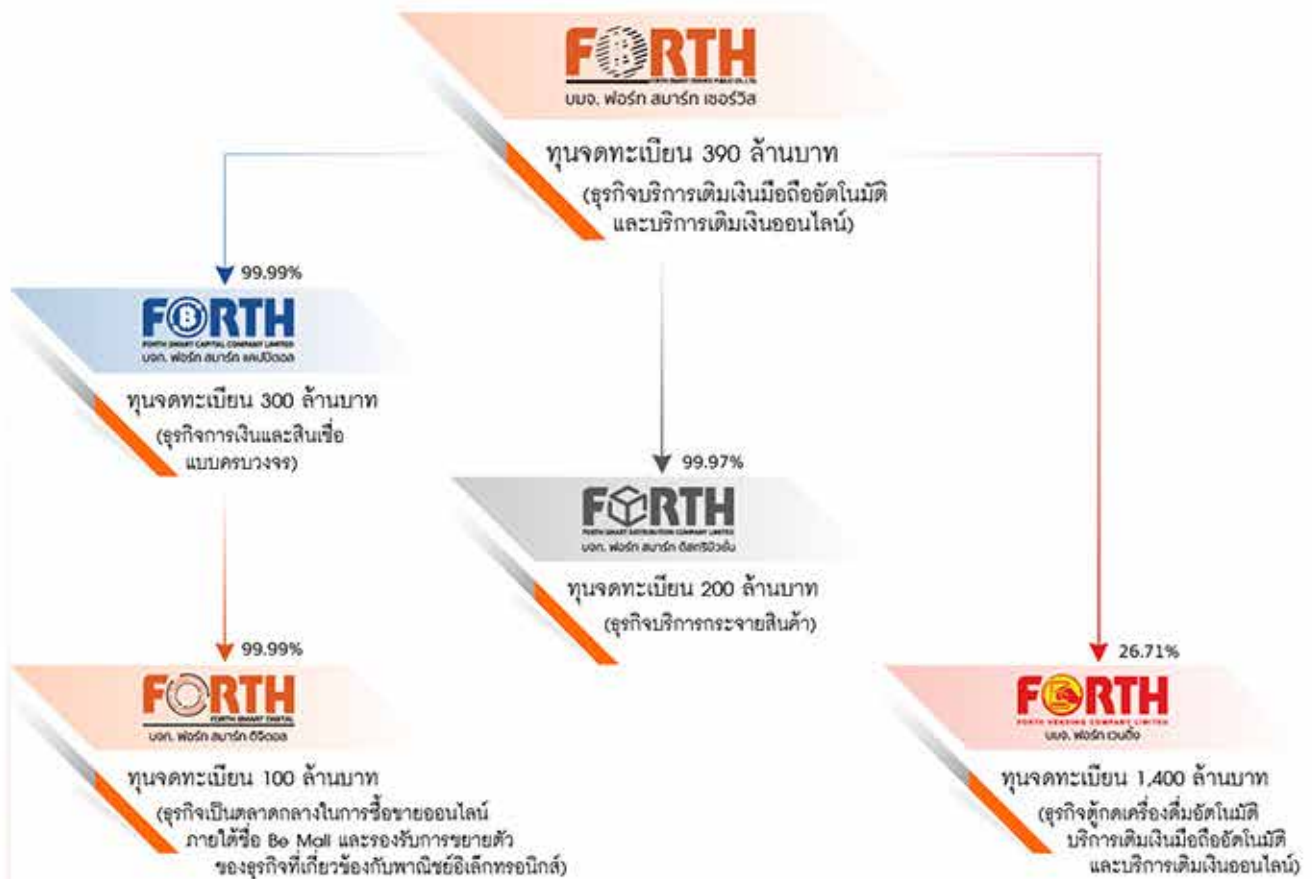 FORTH
FORTH SMART SERVICE PUBLIC CO.,LTD.
บมจ. ฟอร์ท สมาร์ท เซอร์วิส
ทุนจดทะเบียน 390 ล้านบาท
(ธุรกิจบริการเติมเงินมือถืออัตโนมัติ
และบริการเติมเงินออนไลน์)
99.99%
FORTH
FORTH SMART CAPITAL COMPANY LIMITED
บจก. ฟอร์ท สมาร์ท แคปปิตอล
ทุนจดทะเบียน 300 ล้านบาท
(ธุรกิจการเงินและสินเชื่อ
แบบครบวงจร)
99.97%
FORTH
FORTH SMART DISTRIBUTION COMPANY LIMITED
บจก. ฟอร์ท สมาร์ท ดิสทริบิวชั่น
ทุนจดทะเบียน 200 ล้านบาท
(ธุรกิจบริการกระจายสินค้า)
99.99%
FORTH
FORTH SMART DIGITAL
บจก. ฟอร์ท สมาร์ท ดิจิตอล
ทุนจดทะเบียน 100 ล้านบาท
(ธุรกิจเป็นตลาดกลางในการซื้อขายออนไลน์
ภายใต้ชื่อ Be Mall และรองรับการขยายตัว
ของธุรกิจที่เกี่ยวข้องกับพาณิชย์อิเล็กทรอนิกส์)
26.71%
FORTH
FORTH VENDING COMPANY LIMITED
บมจ. ฟอร์ท เวนดิ้ง
ทุนจดทะเบียน 1,400 ล้านบาท
(ธุรกิจตู้กดเครื่องดื่มอัตโนมัติ
บริการเติมเงินมือถืออัตโนมัติ
และบริการเติมเงินออนไลน์)